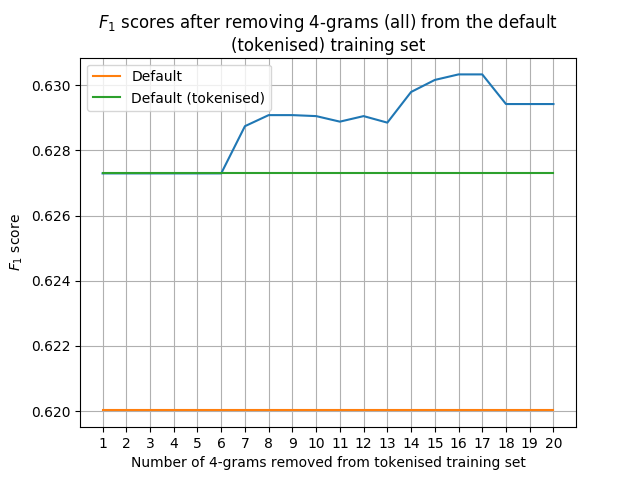 F₁ scores after removing 4-grams (all) from the default
(tokenised) training set
Default
Default (tokenised)
0.630
0.628
0.626
0.624
0.622
0.620
F₁ score
1 2 3 4 5 6 7 8 9 10 11 12 13 14 15 16 17 18 19 20
Number of 4-grams removed from tokenised training set